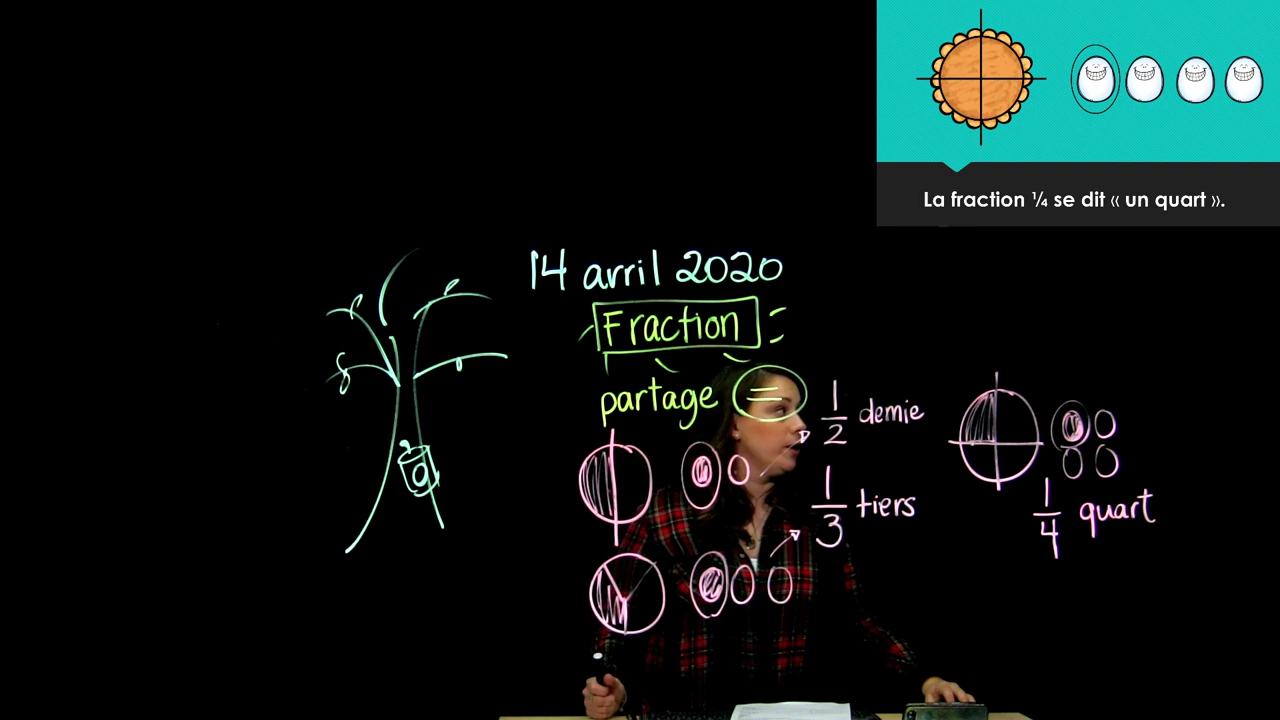 La fraction ¼ se dit « un quart ».
14 avril 2020
Fraction =
partage =
1/2 demie
1/3 tiers
1/4 quart